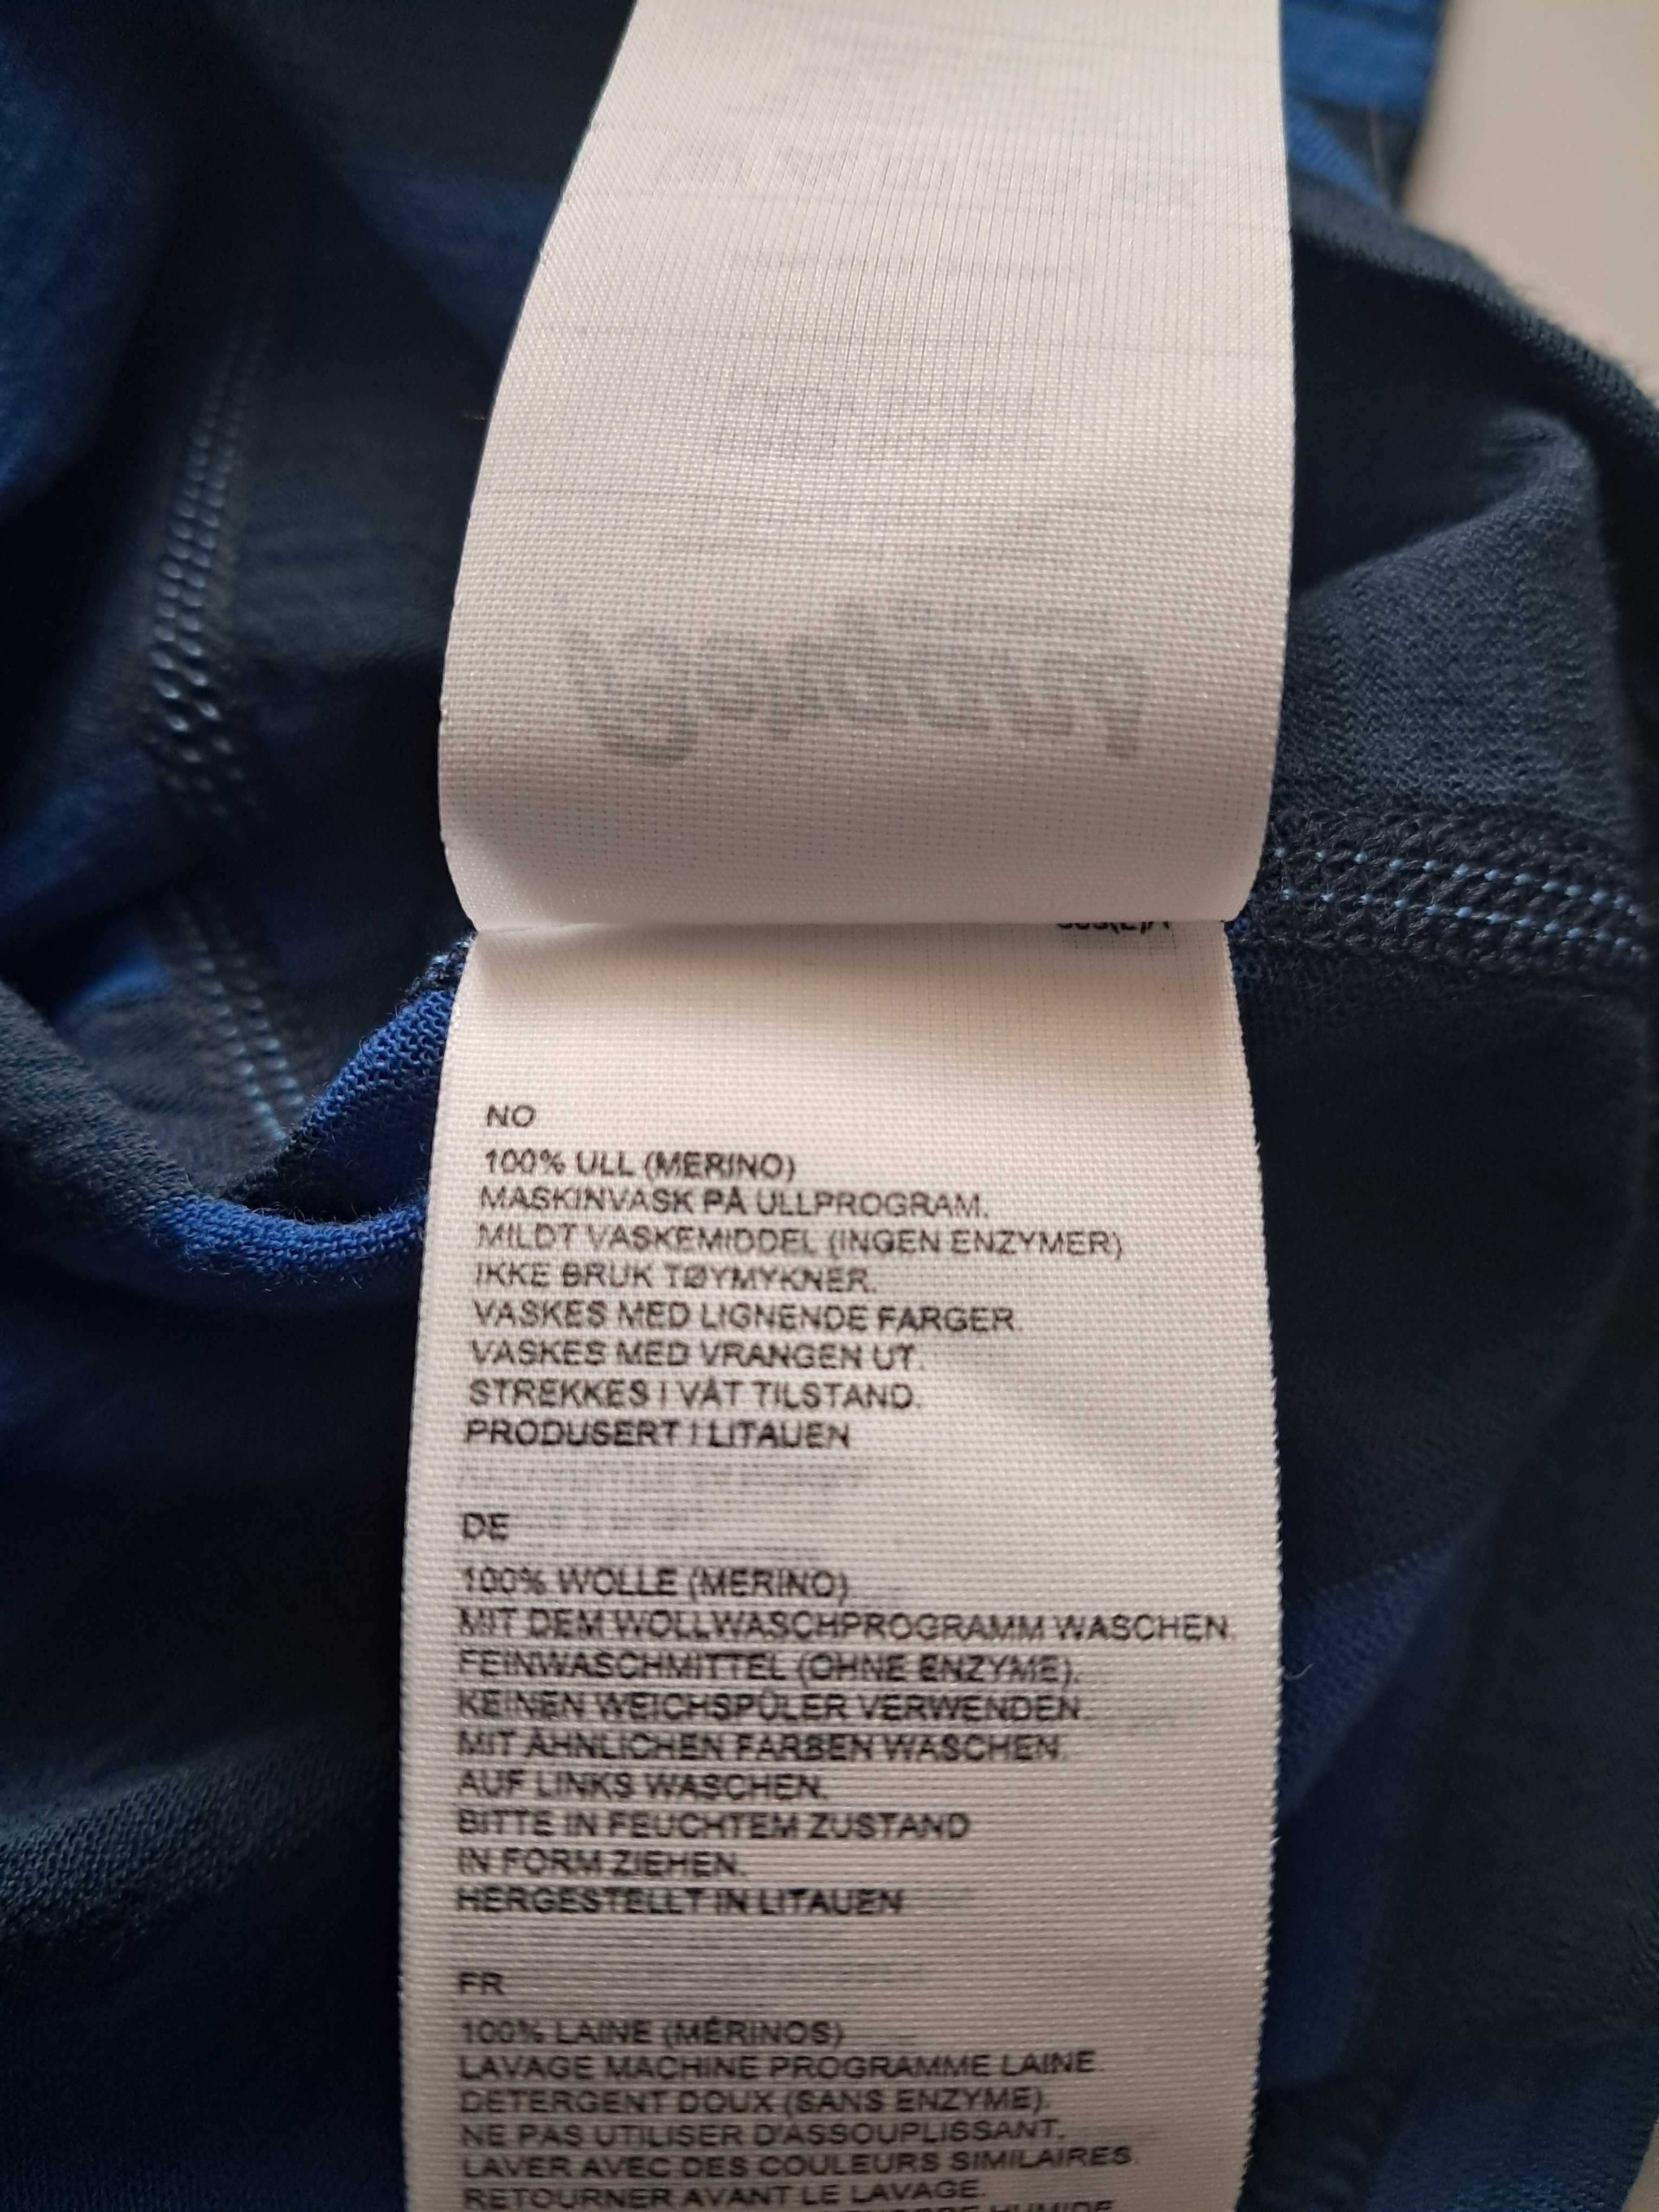 NO
100% ULL (MERINO)
MASKINVASK PÅ ULLPROGRAM.
MILDT VASKEMIDDEL (INGEN ENZYMER)
IKKE BRUK TØYMYKNER.
VASKES MED LIGNENDE FARGER.
VASKES MED VRANGEN UT.
STREKKES I VÅT TILSTAND.
PRODUSERT I LITAUEN
DE
100% WOLLE (MERINO)
MIT DEM WOLLWASCHPROGRAMM WASCHEN.
FEINWASCHMITTEL (OHNE ENZYME).
KEINEN WEICHSPÜLER VERWENDEN.
MIT ÄHNLICHEN FARBEN WASCHEN.
AUF LINKS WASCHEN.
BITTE IN FEUCHTEM ZUSTAND
IN FORM ZIEHEN.
HERGESTELLT IN LITAUEN
FR
100% LAINE (MÉRINOS)
LAVAGE MACHINE PROGRAMME LAINE.
DÉTERGENT DOUX (SANS ENZYME).
NE PAS UTILISER D'ASSOUPLISSANT.
LAVER AVEC DES COULEURS SIMILAIRES.
RETOURNER AVANT LE LAVAGE.
HUMIDE